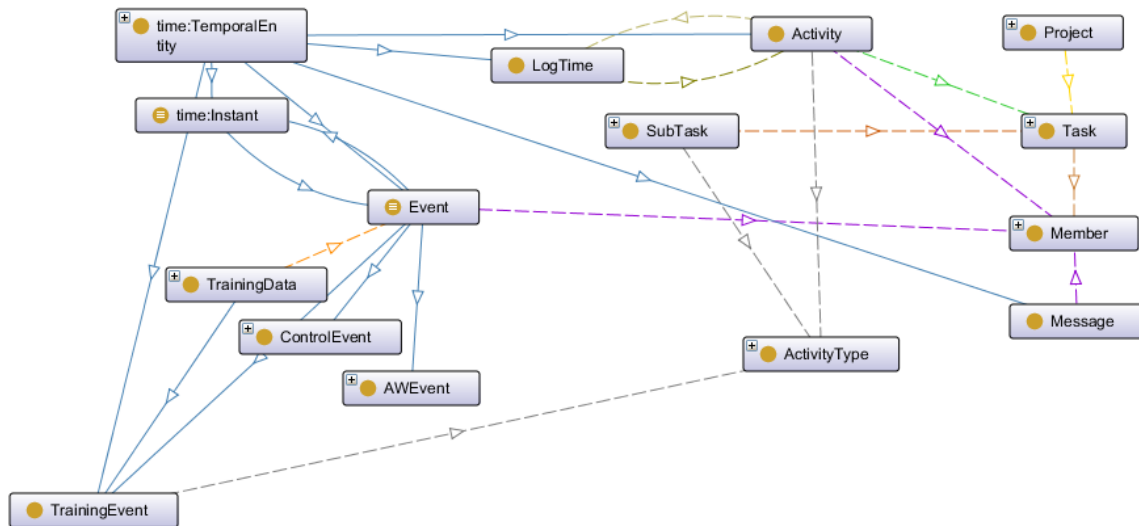 time:TemporalEn
tity
Activity
Project
LogTime
time:Instant
SubTask
Task
Event
Member
TrainingData
Message
ControlEvent
ActivityType
AWEvent
TrainingEvent